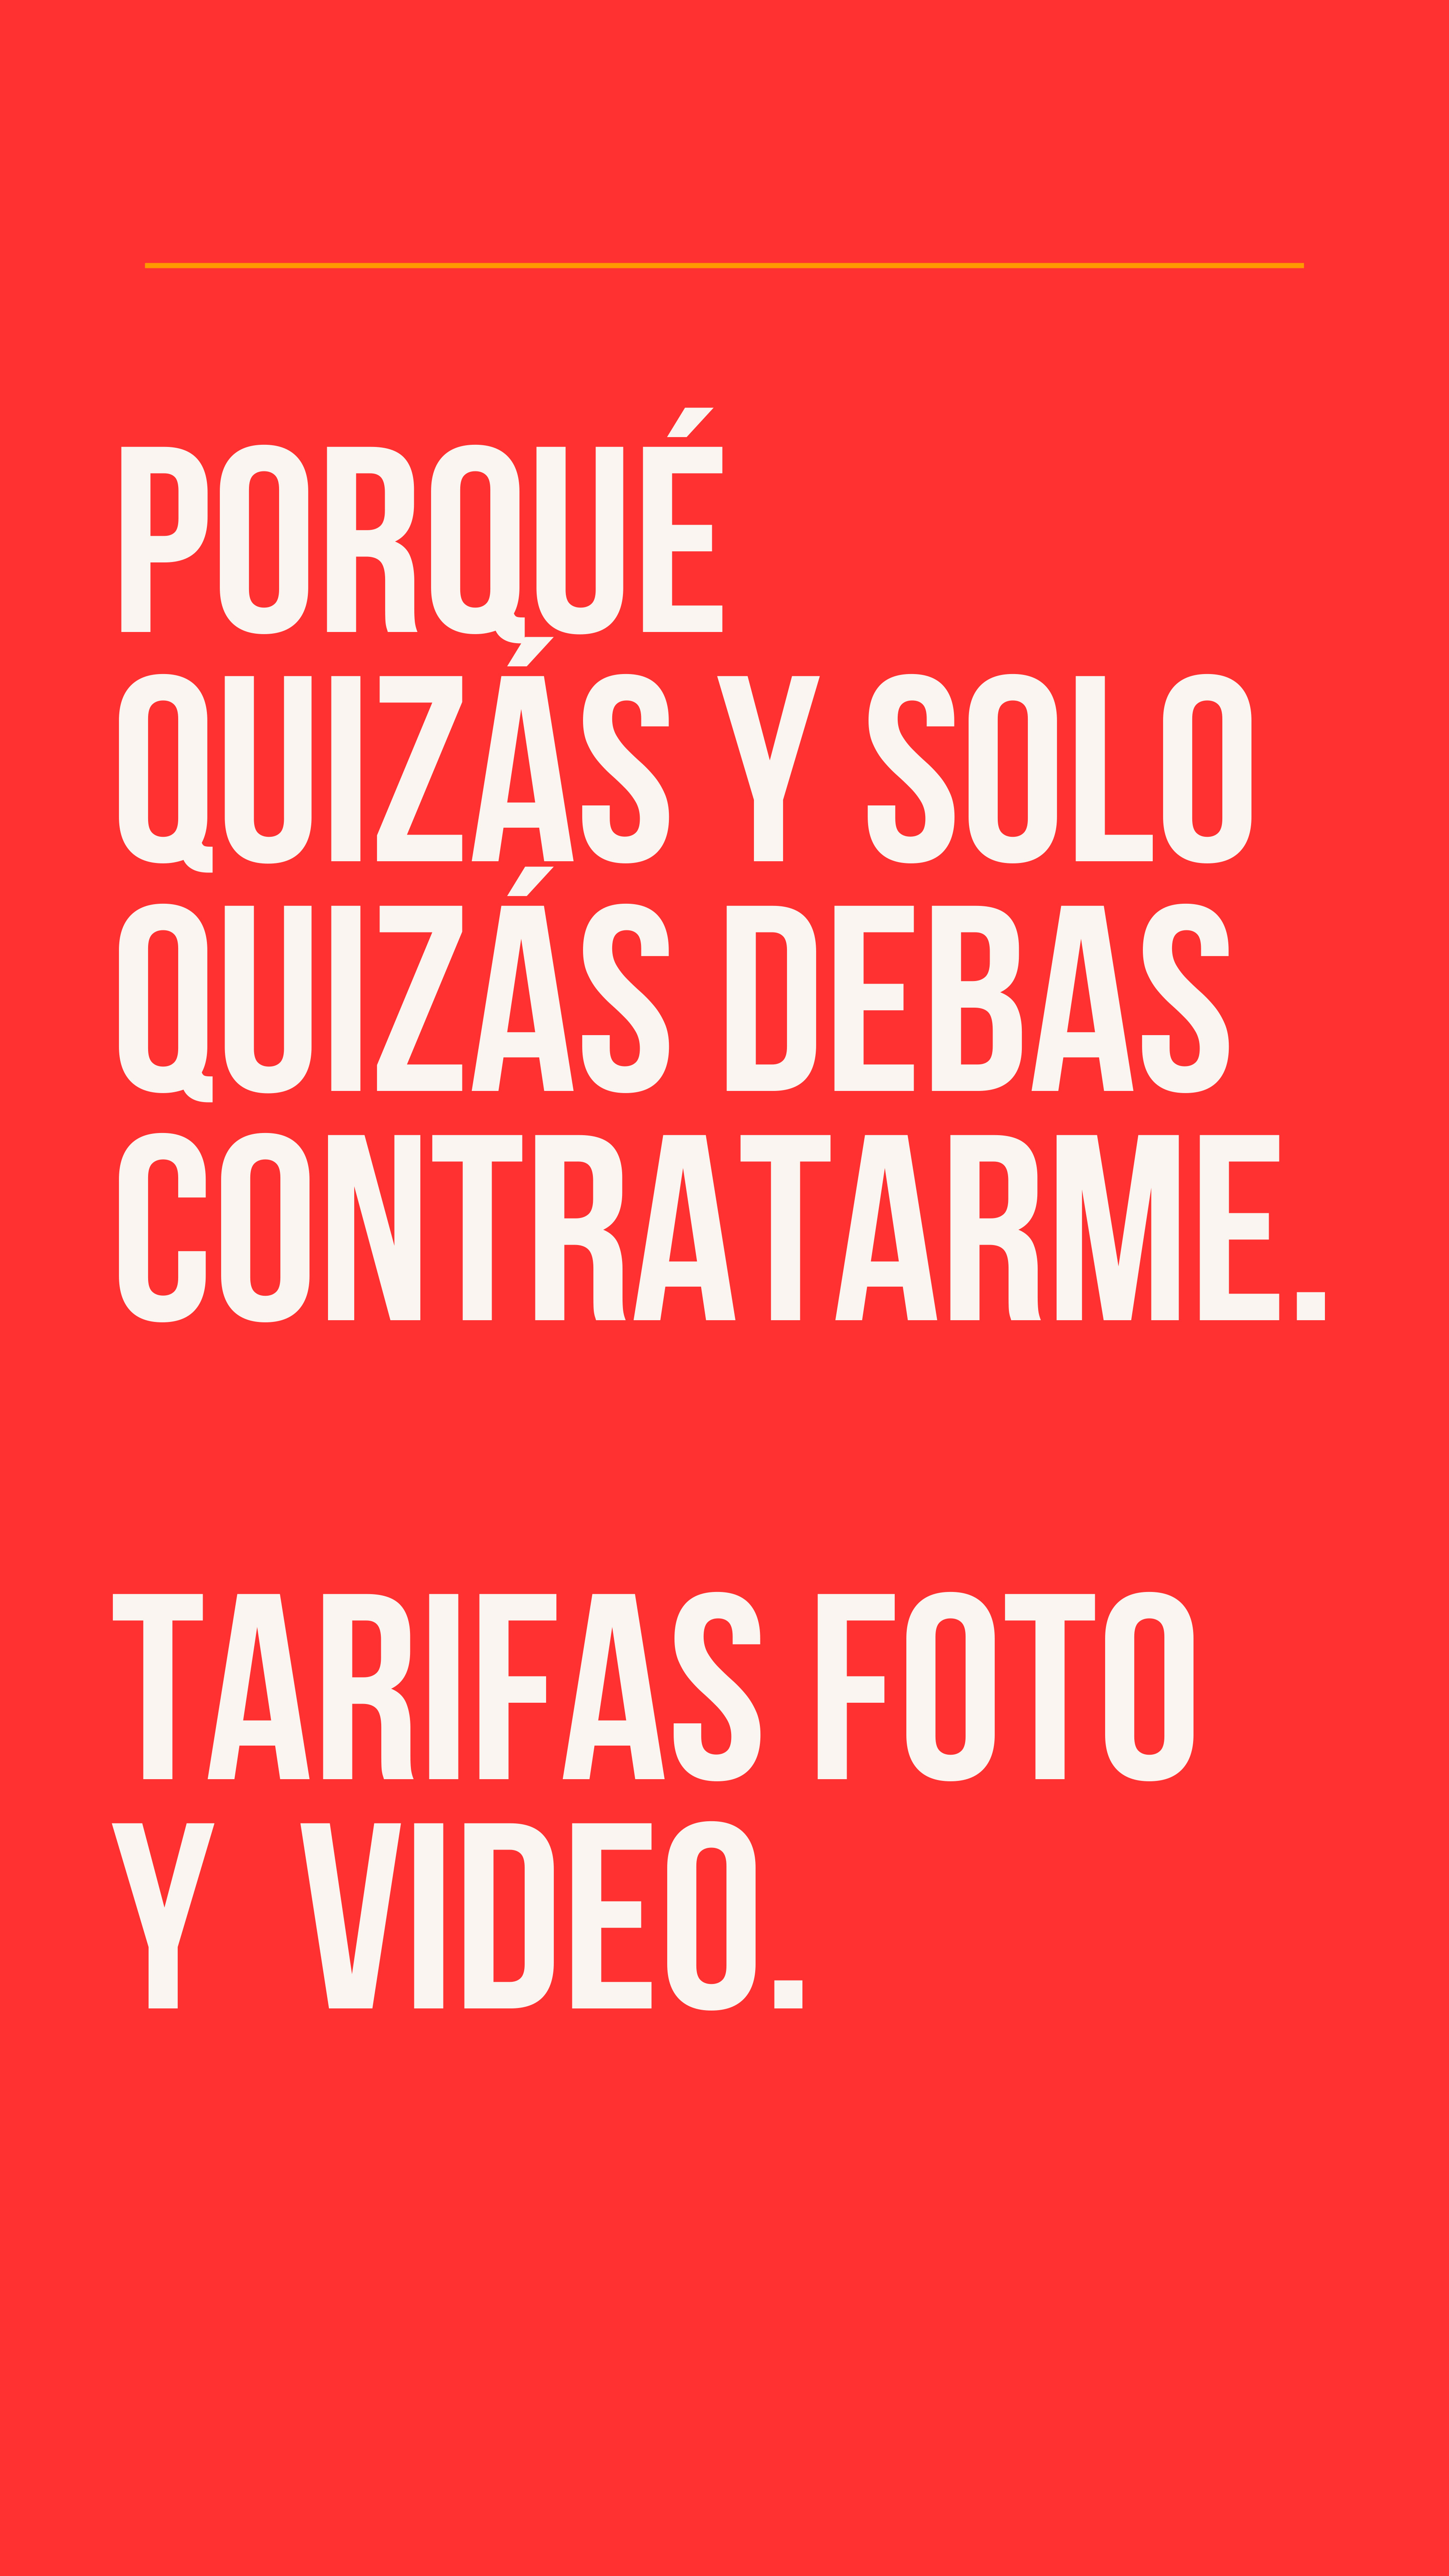 PORQUÉ
QUIZÁS Y SOLO
QUIZÁS DEBAS
CONTRATARME.
TARIFAS FOTO
Y VIDEO.